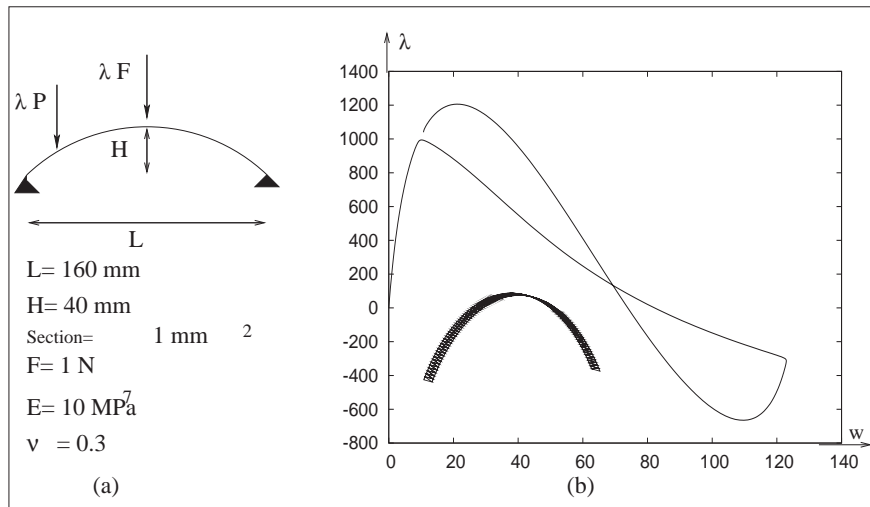 λ F
λ P
H
L
L= 160 mm
H= 40 mm
Section= 1 mm 2
F= 1 N
E= 10 MPa 7
ν = 0.3
(a)
λ
1400
1200
1000
800
600
400
200
0
-200
-400
-600
-800
0 20 40 60 80 100 120 140
w
(b)